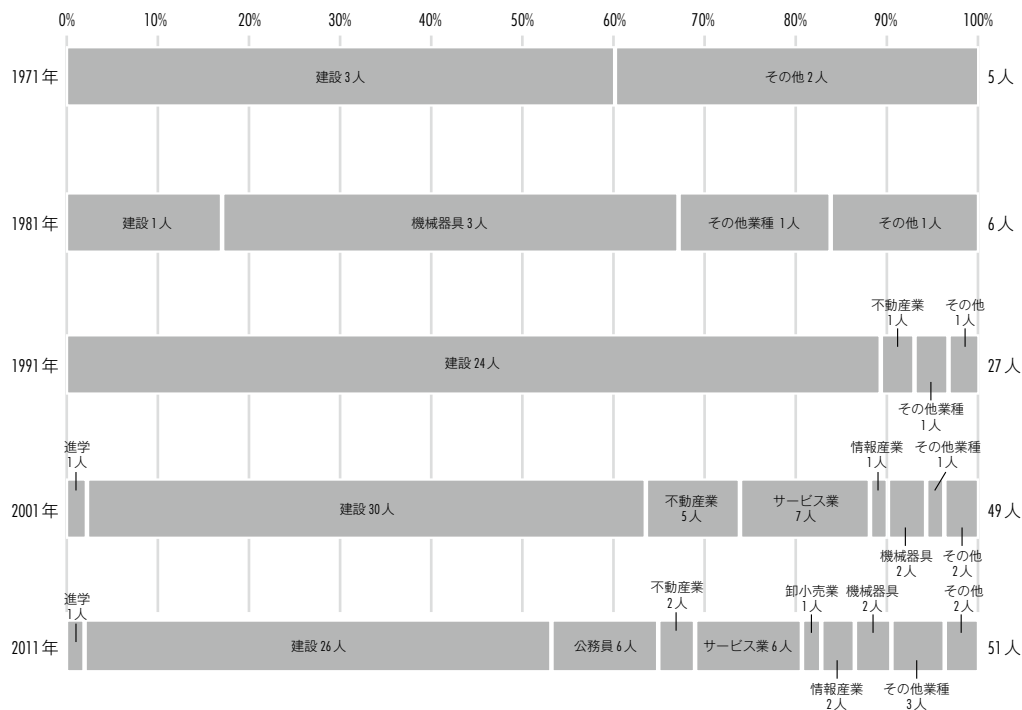 0% 10% 20% 30% 40% 50% 60% 70% 80% 90% 100%
1971年 建設 3人 その他 2人 5人
1981年 建設 1人 機械器具 3人 その他業種 1人 その他 1人 6人
不動産業 その他
1人 1人
1991年 建設 24人 27人
その他業種
1人
進学 情報産業 その他業種
1人 1人 1人
2001年 建設 30人 不動産業 サービス業 49人
5人 7人
機械器具 その他
2人 2人
進学 不動産業 卸小売業 機械器具 その他
1人 2人 1人 2人 2人
2011年 建設 26人 公務員 6人 サービス業 6人 51人
情報産業 その他業種
2人 3人